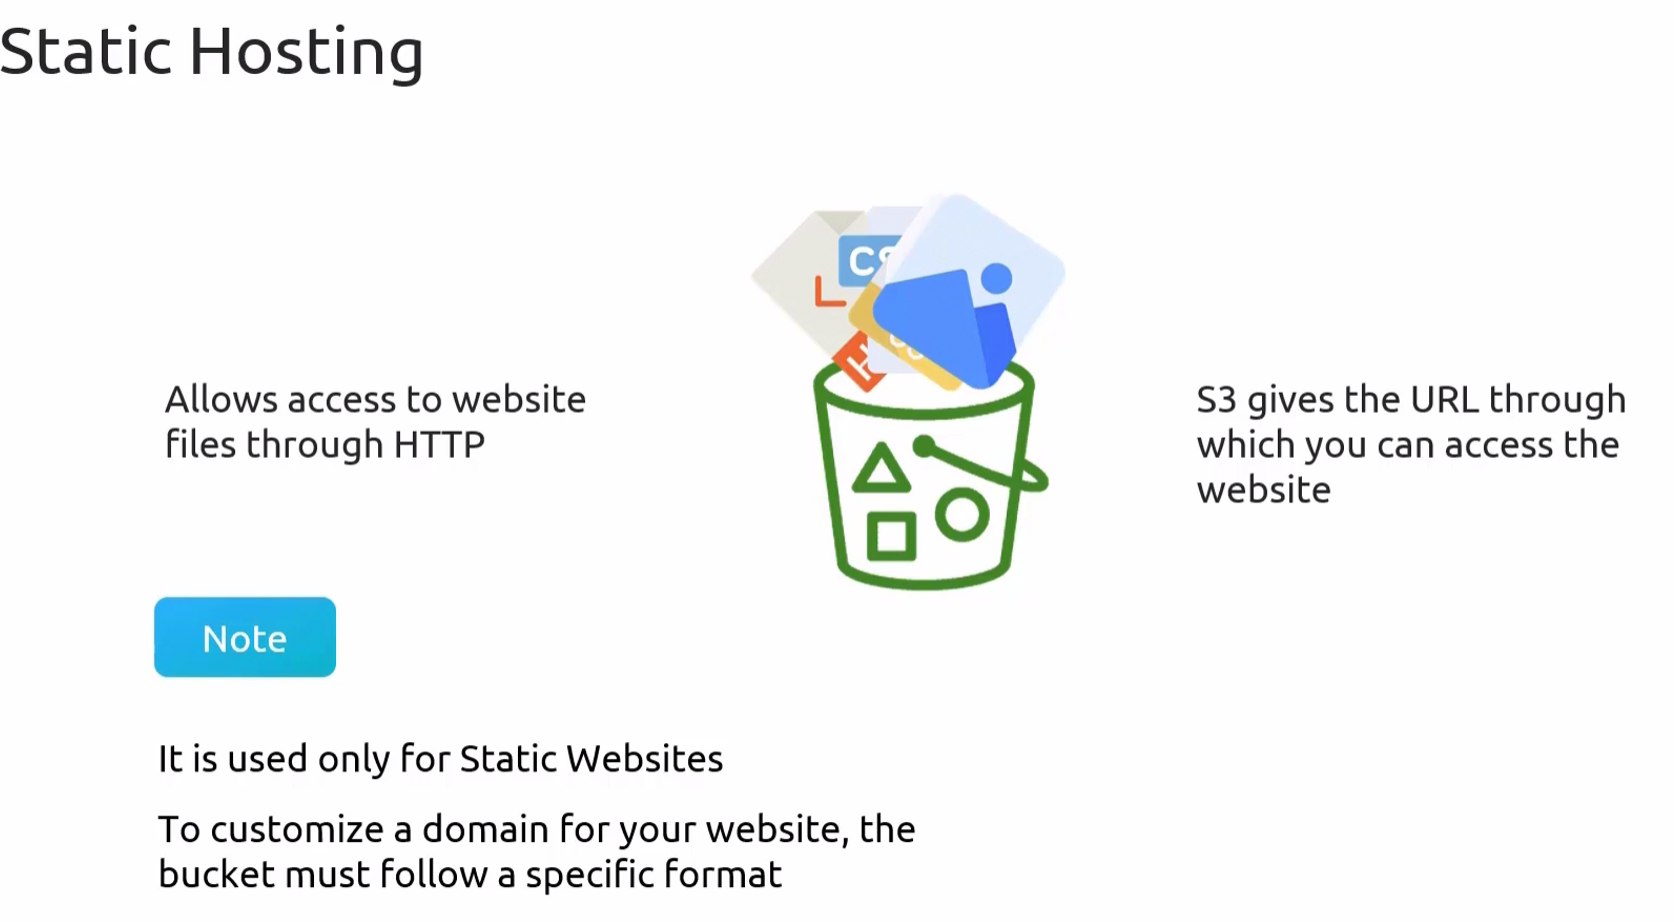 Static Hosting
CS
Allows access to website
files through HTTP
S3 gives the URL through
which you can access the
website
Note
It is used only for Static Websites
To customize a domain for your website, the
bucket must follow a specific format